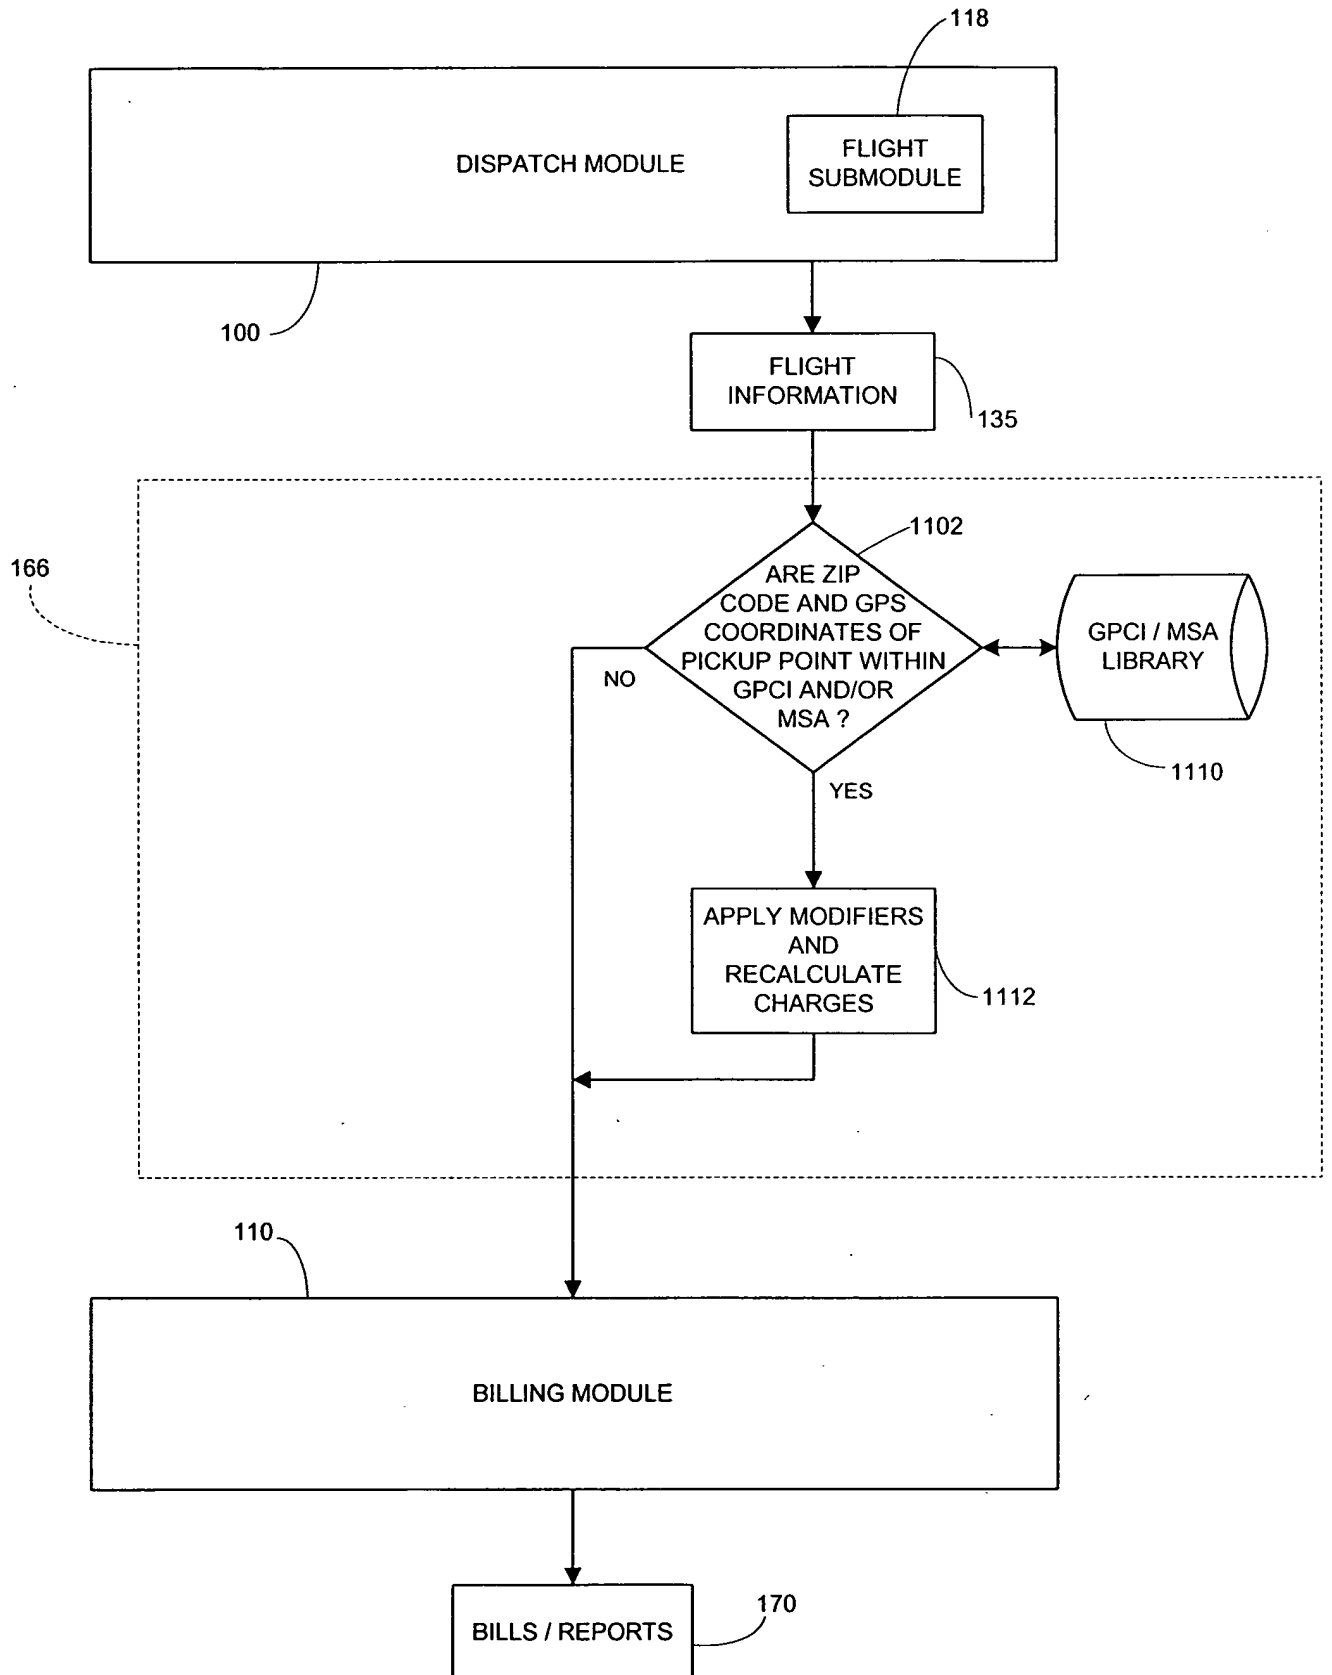 118
DISPATCH MODULE
FLIGHT
SUBMODULE
100
FLIGHT
INFORMATION
135
166
1102
ARE ZIP
CODE AND GPS
COORDINATES OF
PICKUP POINT WITHIN
GPCI AND/OR
MSA ?
GPCI / MSA
LIBRARY
NO
1110
YES
APPLY MODIFIERS
AND
RECALCULATE
CHARGES
1112
110
BILLING MODULE
170
BILLS / REPORTS